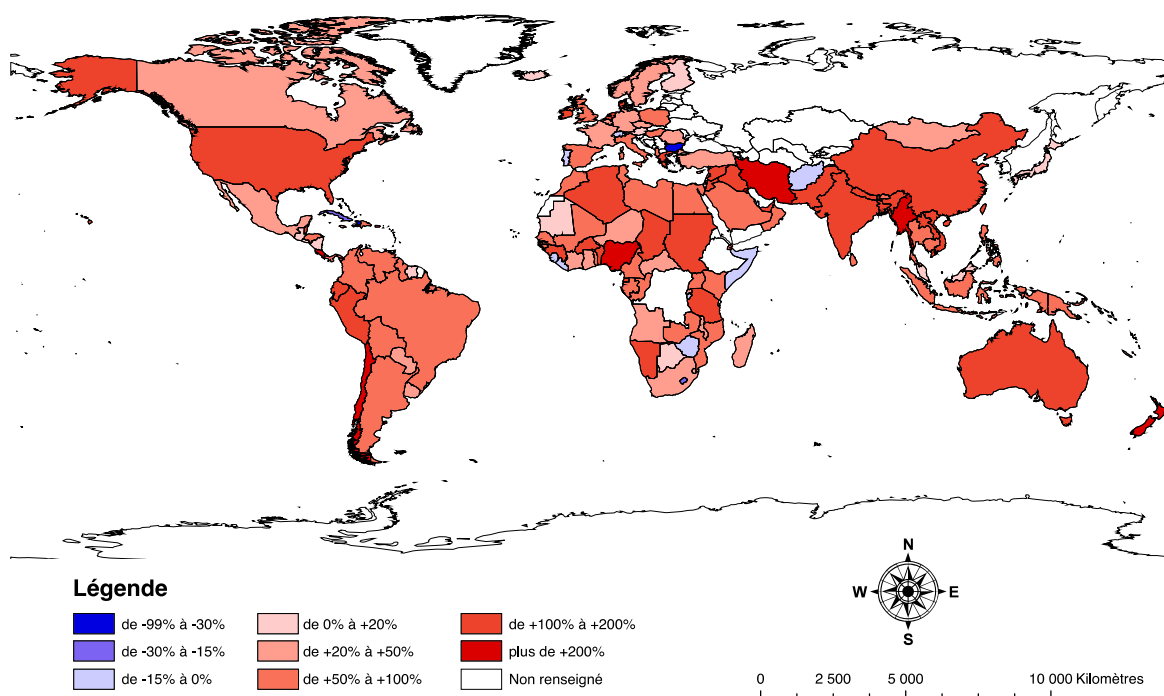 N
W E
S
Légende
de -99% à -30%
de -30% à -15%
de -15% à 0%
de 0% à +20%
de +20% à +50%
de +50% à +100%
de +100% à +200%
plus de +200%
Non renseigné
0 2 500 5 000 10 000 Kilomètres